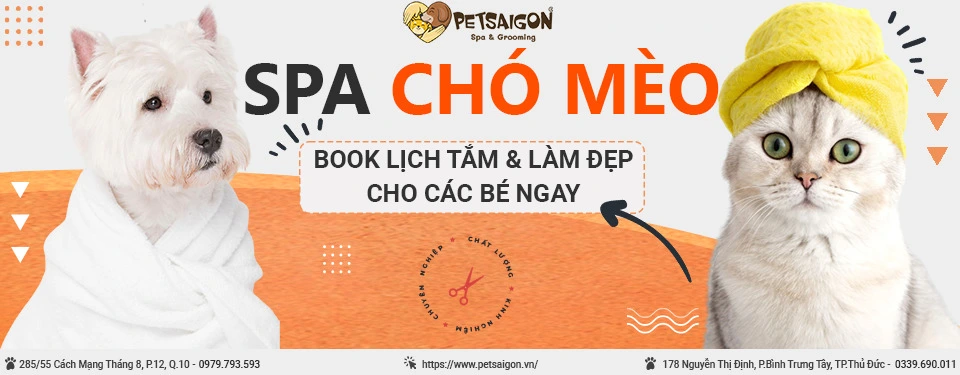 PETSAIGON
Spa & Grooming
SPA CHÓ MÈO
BOOK LỊCH TẮM & LÀM ĐẸP
CHO CÁC BÉ NGAY
CHUYÊN NGHIỆP ★ CHẤT LƯỢNG ★ KINH NGHIỆM ★
285/55 Cách Mạng Tháng 8, P.12, Q.10 - 0979.793.593
https://www.petsaigon.vn/
178 Nguyễn Thị Định, P.Bình Trưng Tây, TP.Thủ Đức - 0339.690.011